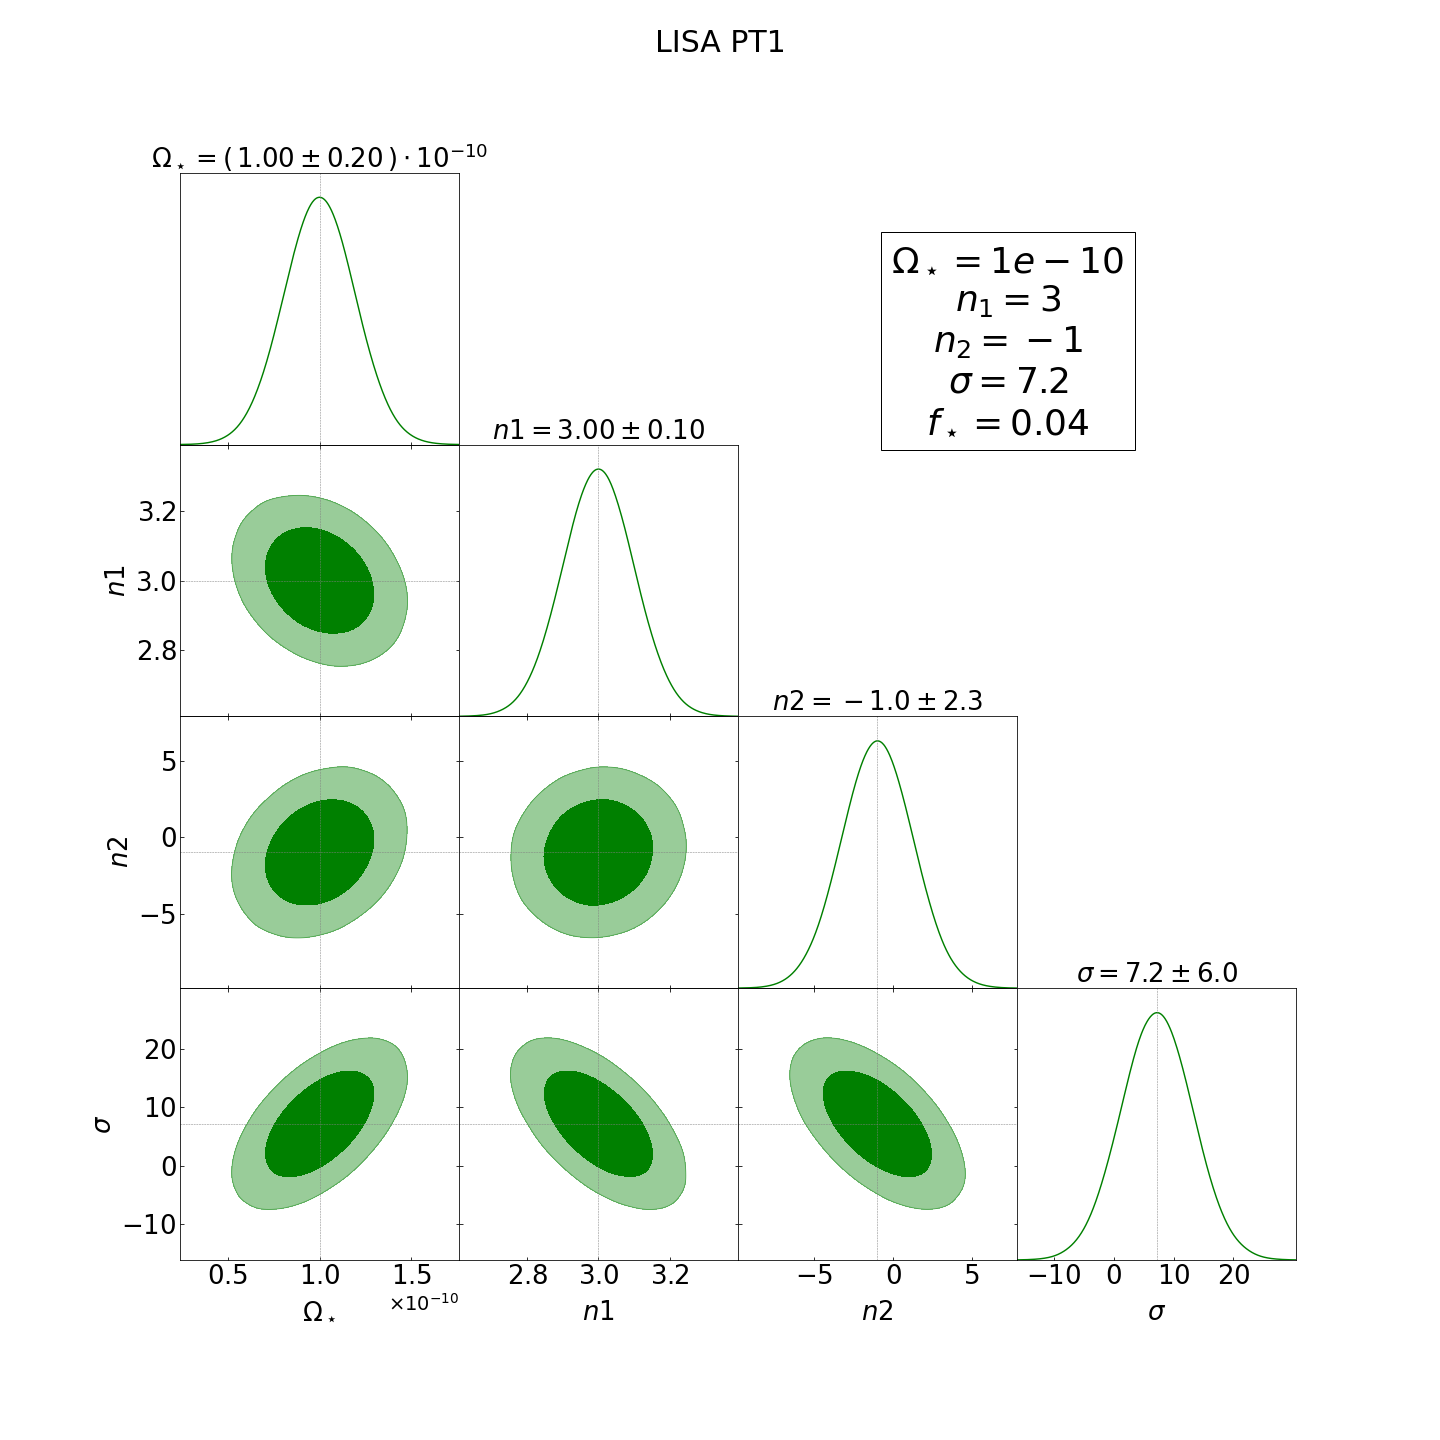 LISA PT1
Ω⋆ = (1.00 ± 0.20) · 10⁻¹⁰
Ω⋆ = 1e − 10
n₁ = 3
n₂ = −1
σ = 7.2
f⋆ = 0.04
n1 = 3.00 ± 0.10
3.2
3.0
2.8
n1
n2 = −1.0 ± 2.3
5
0
−5
n2
σ = 7.2 ± 6.0
20
10
0
−10
σ
0.5 1.0 1.5 2.8 3.0 3.2 −5 0 5 −10 0 10 20
×10⁻¹⁰
Ω⋆ n1 n2 σ